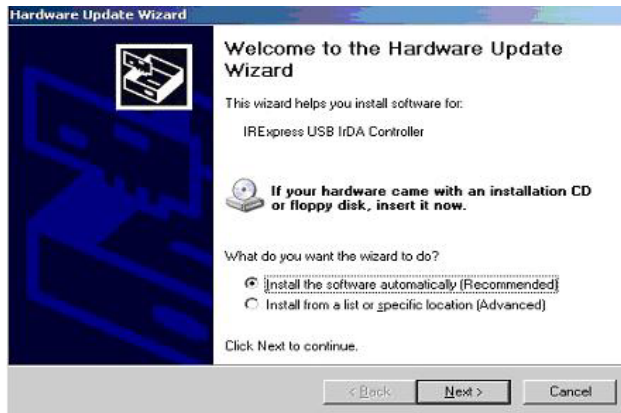 Hardware Update Wizard
Welcome to the Hardware Update
Wizard
This wizard helps you install software for:
IRExpress USB IrDA Controller
If your hardware came with an installation CD
or floppy disk, insert it now.
What do you want the wizard to do?
Install the software automatically (Recommended)
Install from a list or specific location (Advanced)
Click Next to continue.
< Back Next > Cancel